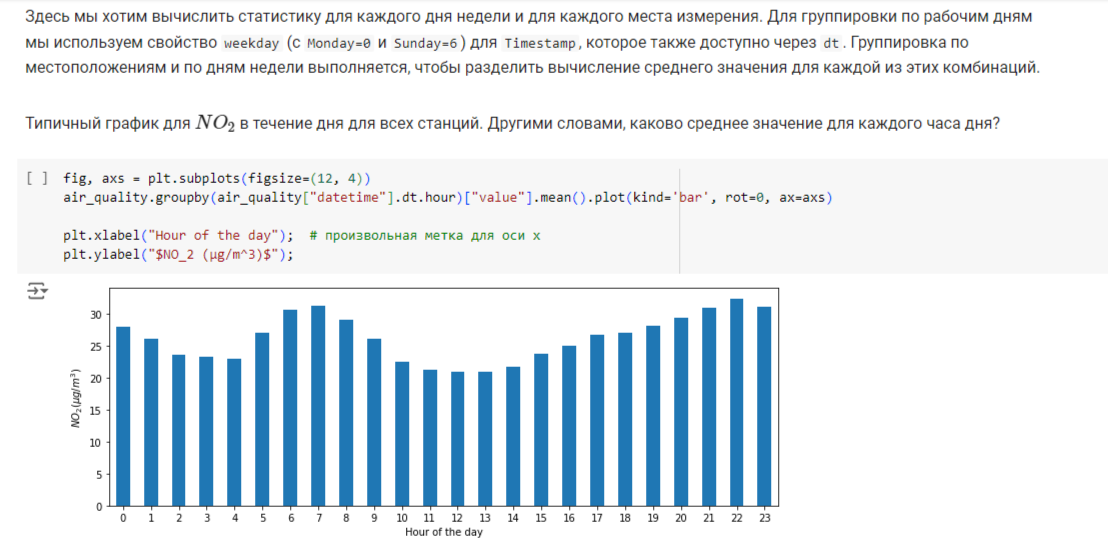 Здесь мы хотим вычислить статистику для каждого дня недели и для каждого места измерения. Для группировки по рабочим дням
мы используем свойство weekday (с Monday=0 и Sunday=6) для Timestamp, которое также доступно через dt. Группировка по
местоположениям и по дням недели выполняется, чтобы разделить вычисление среднего значения для каждой из этих комбинаций.
Типичный график для NO₂ в течение дня для всех станций. Другими словами, каково среднее значение для каждого часа дня?
[ ] fig, axs = plt.subplots(figsize=(12, 4))
air_quality.groupby(air_quality["datetime"].dt.hour)["value"].mean().plot(kind='bar', rot=0, ax=axs)
plt.xlabel("Hour of the day");  # произвольная метка для оси x
plt.ylabel("$NO_2 (µg/m^3)$");
30
25
20
15
10
5
0
NO₂(µg/m³)
0 1 2 3 4 5 6 7 8 9 10 11 12 13 14 15 16 17 18 19 20 21 22 23
Hour of the day